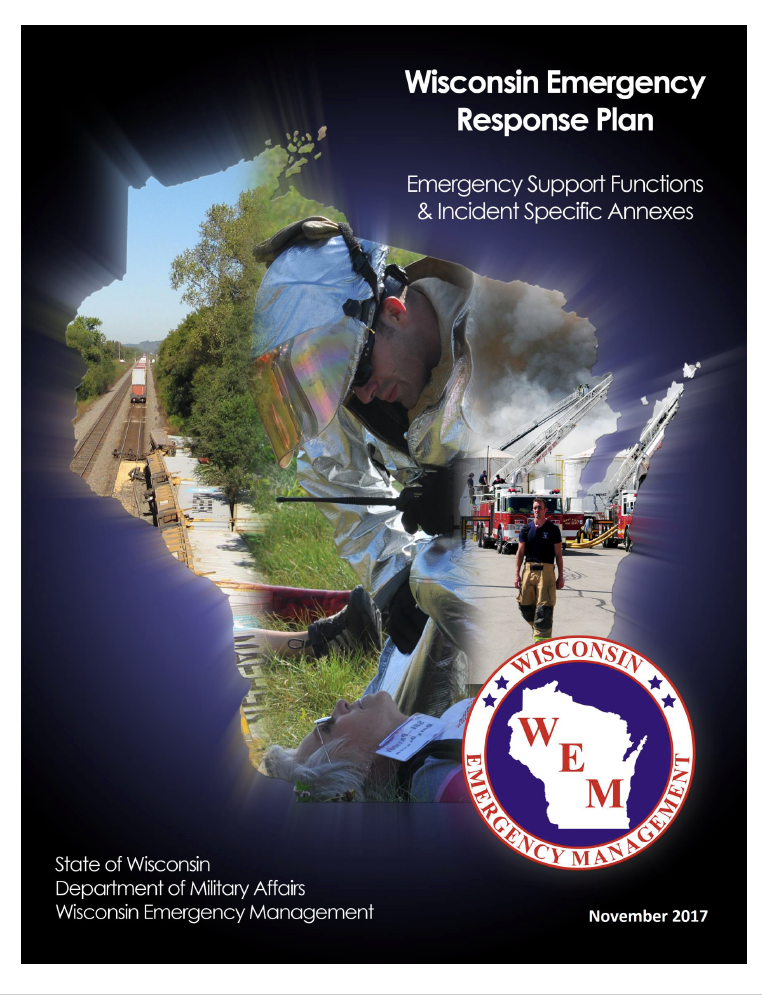 Wisconsin Emergency
Response Plan
Emergency Support Functions
& Incident Specific Annexes
WISCONSIN
W
E
M
EMERGENCY MANAGEMENT
State of Wisconsin
Department of Military Affairs
Wisconsin Emergency Management
November 2017